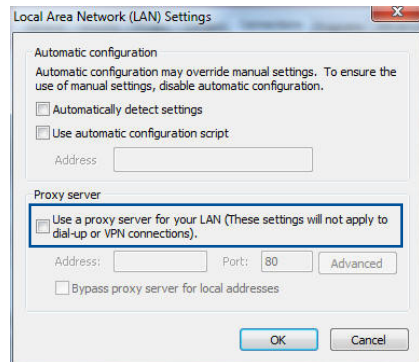 Local Area Network (LAN) Settings
Automatic configuration
Automatic configuration may override manual settings. To ensure the
use of manual settings, disable automatic configuration.
Automatically detect settings
Use automatic configuration script
Address
Proxy server
Use a proxy server for your LAN (These settings will not apply to
dial-up or VPN connections).
Address: Port: 80 Advanced
Bypass proxy server for local addresses
OK Cancel